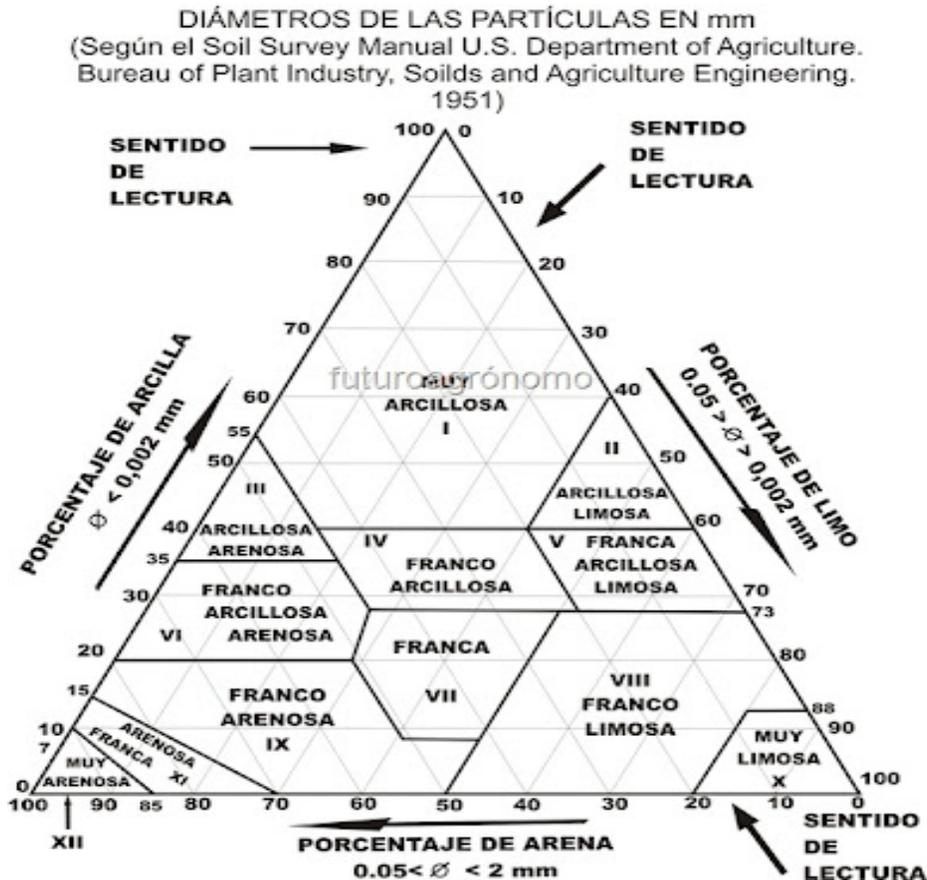 DIÁMETROS DE LAS PARTÍCULAS EN mm
(Según el Soil Survey Manual U.S. Department of Agriculture.
Bureau of Plant Industry, Soilds and Agriculture Engineering.
1951)
SENTIDO
DE
LECTURA
SENTIDO
DE
LECTURA
100
0
90
10
80
20
70
30
60
40
55
50
50
40
60
35
30
70
73
20
80
15
88
10
90
7
0
100
PORCENTAJE DE ARCILLA
Ø < 0,002 mm
PORCENTAJE DE LIMO
0.05 > Ø > 0,002 mm
futuroagrónomo
MUY
ARCILLOSA
I
II
ARCILLOSA
LIMOSA
III
ARCILLOSA
ARENOSA
IV
FRANCO
ARCILLOSA
V
FRANCA
ARCILLOSA
LIMOSA
FRANCO
ARCILLOSA
VI
ARENOSA
FRANCA
VII
VIII
FRANCO
LIMOSA
FRANCO
ARENOSA
IX
MUY
LIMOSA
X
ARENOSA
FRANCA
XI
MUY
ARENOSA
100
90
85
80
70
60
50
40
30
20
10
0
XII
PORCENTAJE DE ARENA
0.05< Ø < 2 mm
SENTIDO
DE
LECTURA